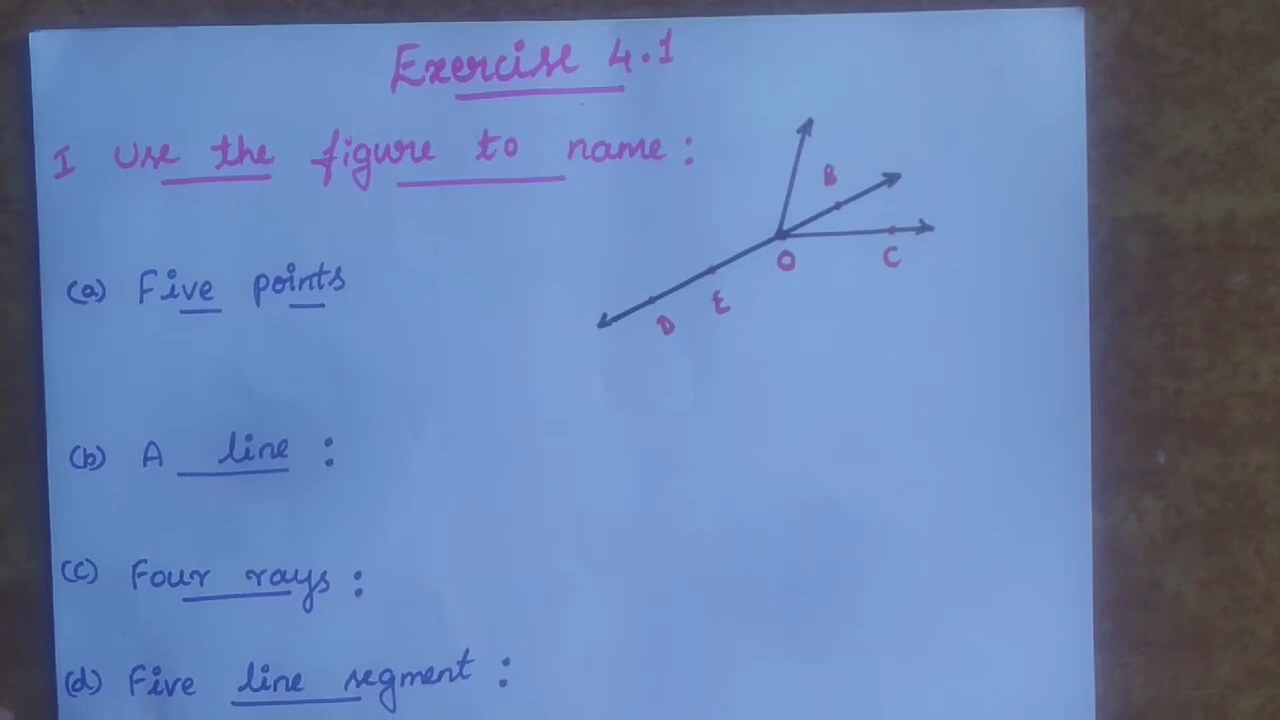 Exercise 4.1
I Use the figure to name:
B
O
C
E
D
(a) Five points
(b) A line :
(c) Four rays :
(d) Five line segment :